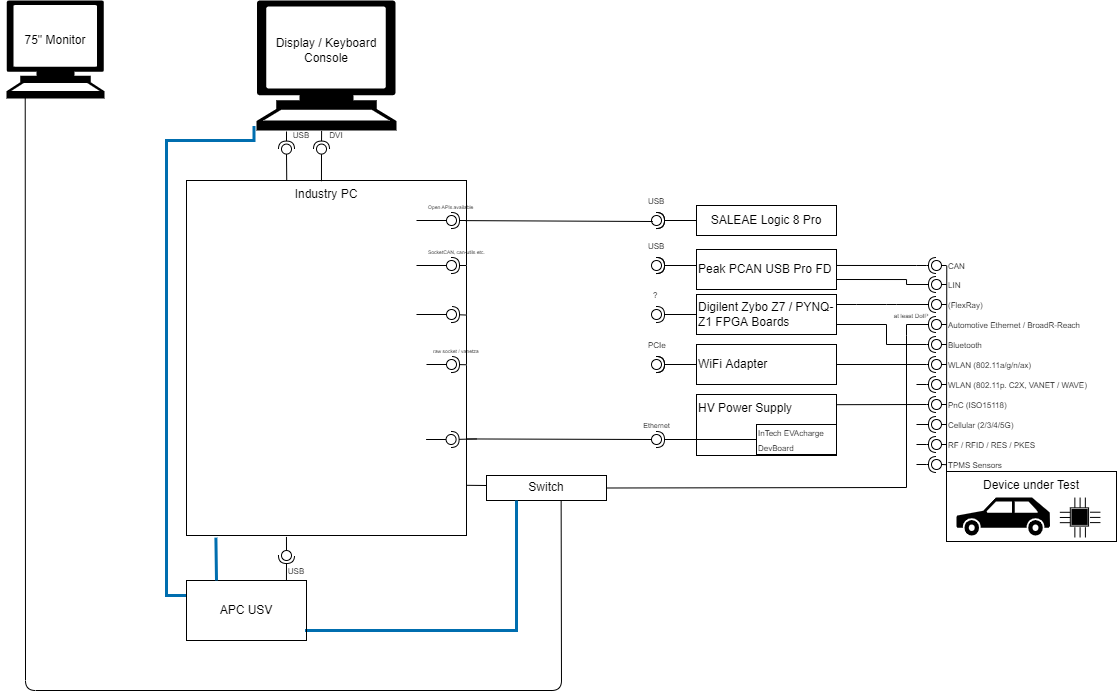 75" Monitor
Display / Keyboard
Console
USB
DVI
Industry PC
Open APIs available
USB
SALEAE Logic 8 Pro
SocketCAN, can-utils etc.
USB
Peak PCAN USB Pro FD
CAN
LIN
?
Digilent Zybo Z7 / PYNQ-
Z1 FPGA Boards
(FlexRay)
Automotive Ethernet / BroadR-Reach
Bluetooth
raw socket / vanetza
PCIe
WiFi Adapter
WLAN (802.11a/g/n/ax)
WLAN (802.11p. C2X, VANET / WAVE)
HV Power Supply
PnC (ISO15118)
Ethernet
InTech EVAcharge
DevBoard
Cellular (2/3/4/5G)
RF / RFID / RES / PKES
TPMS Sensors
Switch
Device under Test
USB
APC USV